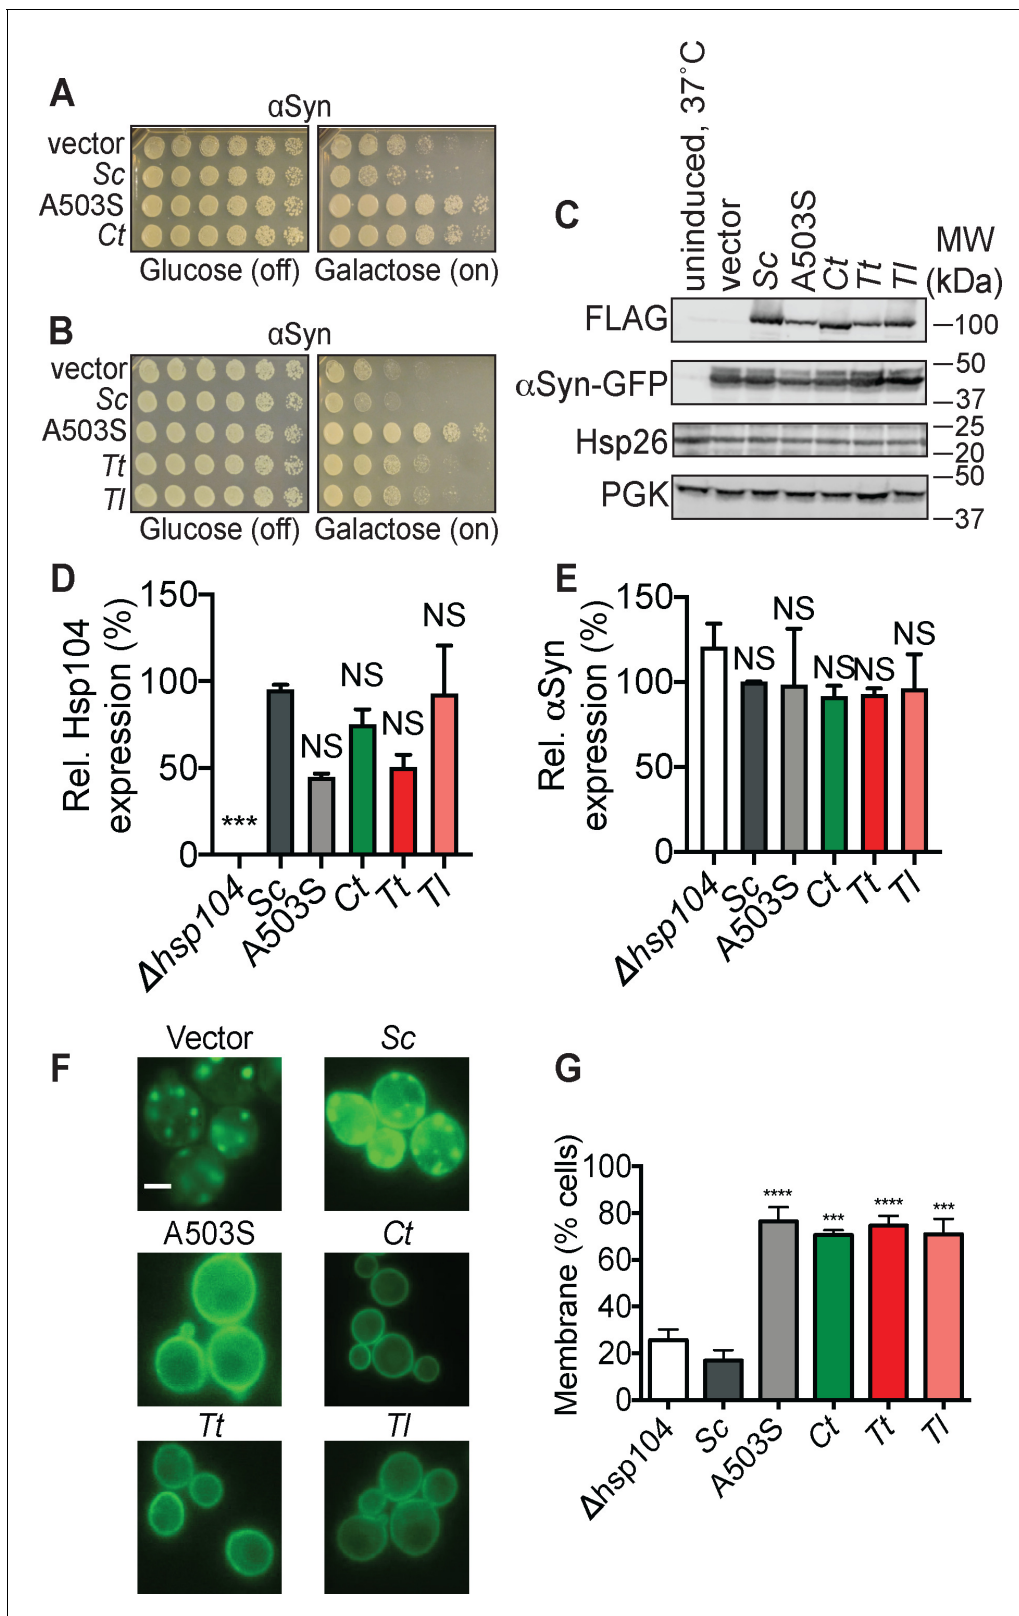 A
αSyn
vector
Sc
A503S
Ct
Glucose (off) Galactose (on)
B
αSyn
vector
Sc
A503S
Tt
Tl
Glucose (off) Galactose (on)
C
uninduced, 37°C
vector
Sc
A503S
Ct
Tt
Tl
MW
(kDa)
FLAG
100
αSyn-GFP
50
37
Hsp26
25
20
PGK
50
37
D
Rel. Hsp104
expression (%)
150
100
50
0
***
NS
NS
NS
NS
Δhsp104
Sc
A503S
Ct
Tt
Tl
E
Rel. αSyn
expression (%)
150
100
50
0
NS
NS
NS
NS
NS
Δhsp104
Sc
A503S
Ct
Tt
Tl
F
Vector
Sc
A503S
Ct
Tt
Tl
G
Membrane (% cells)
100
80
60
40
20
0
****
***
****
***
Δhsp104
Sc
A503S
Ct
Tt
Tl